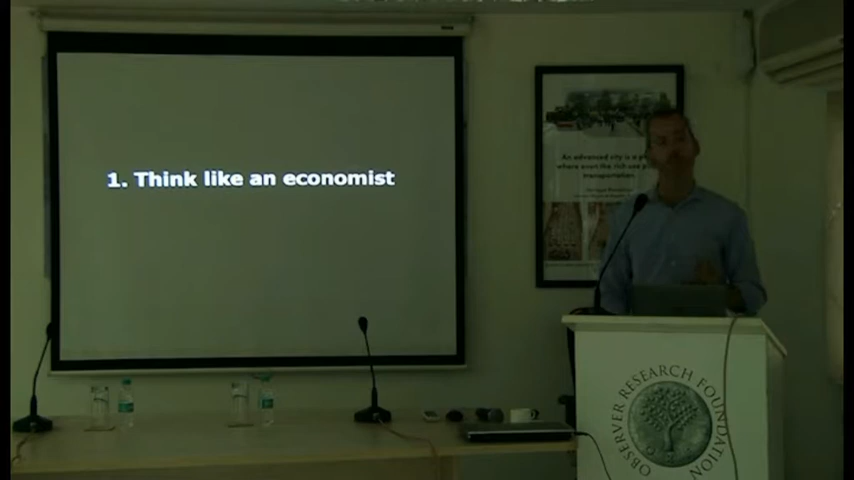 1. Think like an economist
An advanced city is a
where even the rich use
transportation.
OBSERVER RESEARCH FOUNDATION